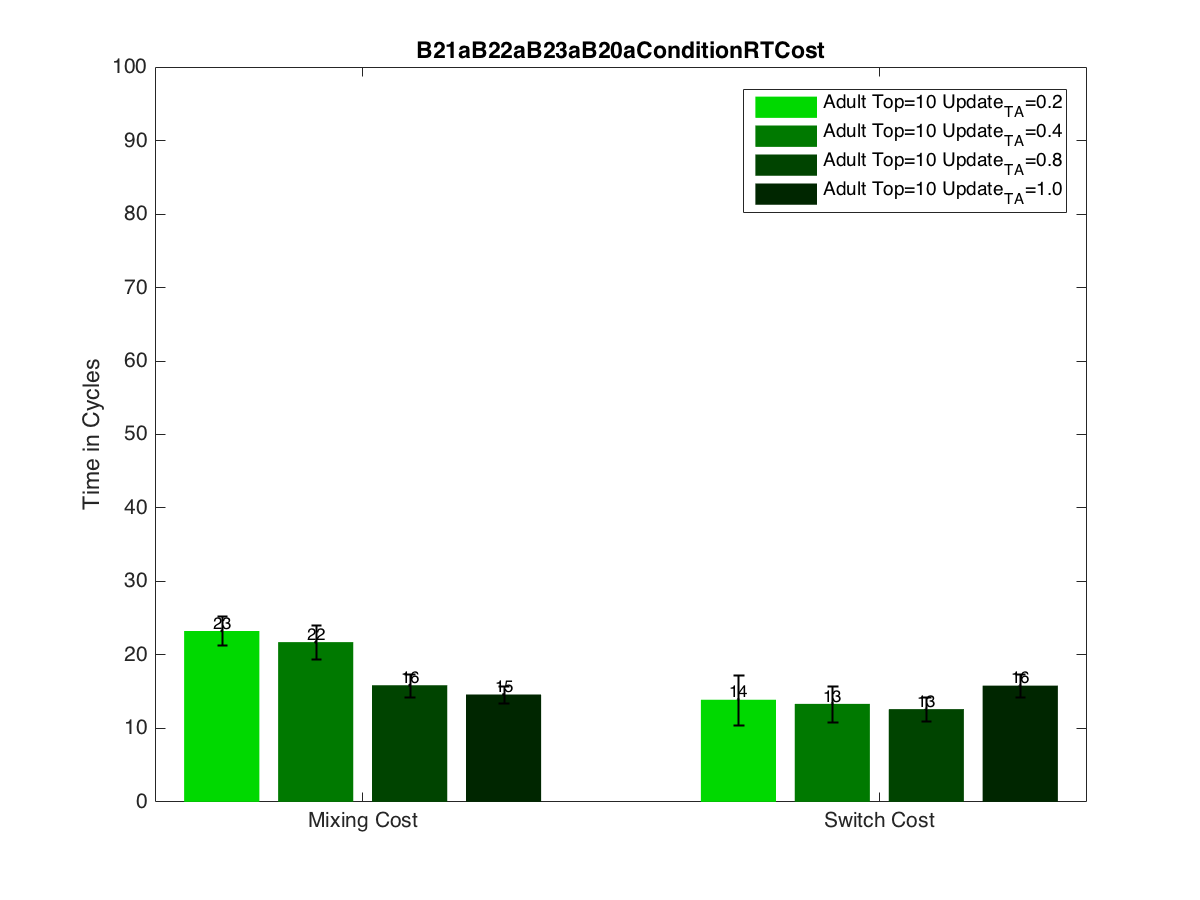 B21aB22aB23aB20aConditionRTCost
100
90
80
70
60
50
40
30
20
10
0
Time in Cycles
Adult Top=10 Update_TA=0.2
Adult Top=10 Update_TA=0.4
Adult Top=10 Update_TA=0.8
Adult Top=10 Update_TA=1.0
23
22
16
15
14
13
13
16
Mixing Cost
Switch Cost